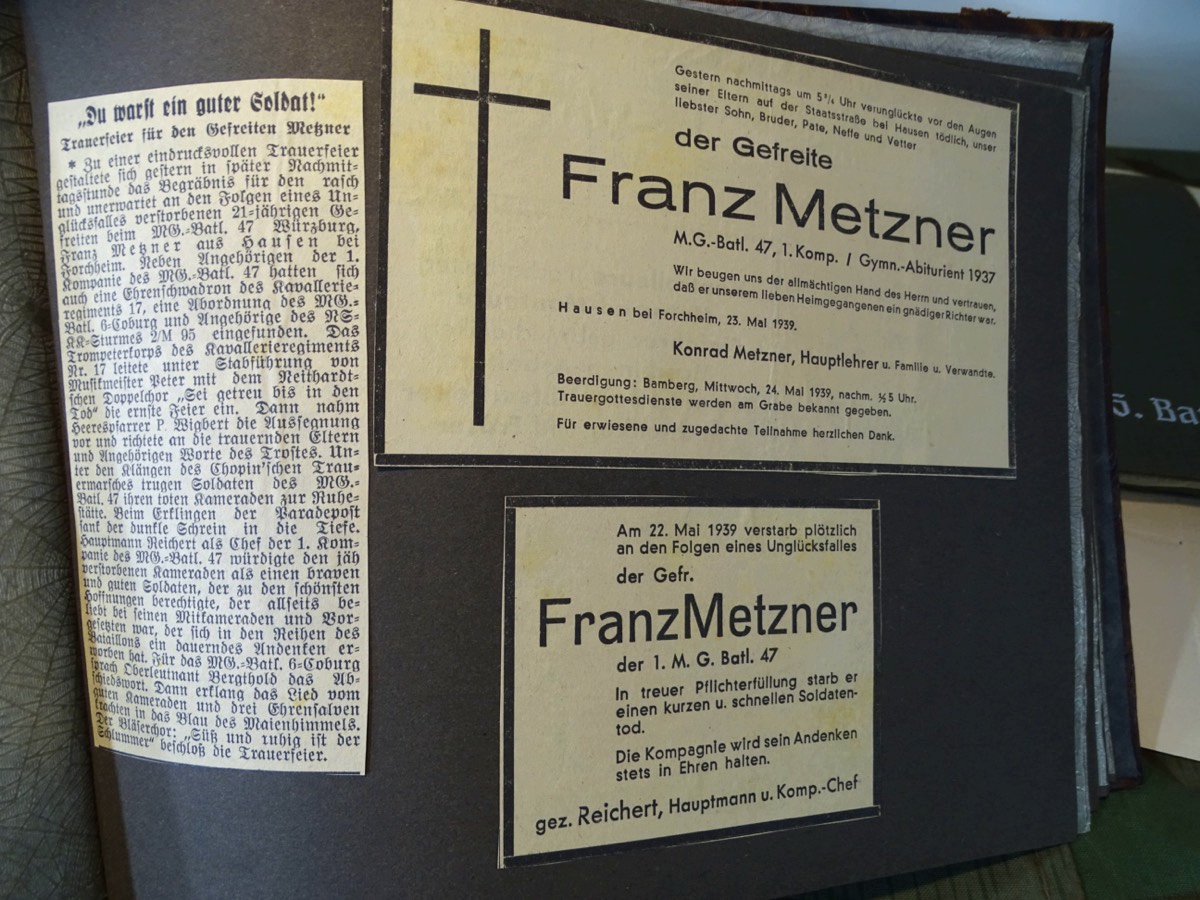 „Du warst ein guter Soldat!“
Trauerfeier für den Gefreiten Metzner
* Zu einer eindrucksvollen Trauerfeier
gestaltete sich gestern in später Nachmit-
tagsstunde das Begräbnis für den rasch
und unerwartet an den Folgen eines Un-
glücksfalles verstorbenen 21-jährigen Ge-
freiten beim MG.-Batl. 47 Würzburg,
Franz Metzner aus Hausen bei
Forchheim. Neben Angehörigen der 1.
Kompanie des MG.-Batl. 47 hatten sich
auch eine Ehrenschwadron des Kavallerie-
regiments 17, eine Abordnung des MG.-
Batl. 6-Coburg und Angehörige des NS-
KK-Sturmes 2/M 95 eingefunden. Das
Trompeterkorps des Kavallerieregiments
Nr. 17 leitete unter Stabführung von
Musikmeister Peter mit dem Neithardt-
schen Doppelchor „Sei getreu bis in den
Tod“ die ernste Feier ein. Dann nahm
Heerespfarrer P. Wigbert die Aussegnung
vor und richtete an die trauernden Eltern
und Angehörigen Worte des Trostes. Un-
ter den Klängen des Chopin'schen Trau-
ermarsches trugen Soldaten des MG.-
Batl. 47 ihren toten Kameraden zur Ruhe-
stätte. Beim Erklingen der Paradepost
sank der dunkle Schrein in die Tiefe.
Hauptmann Reichert als Chef der 1. Kom-
panie des MG.-Batl. 47 würdigte den jäh
verstorbenen Kameraden als einen braven
und guten Soldaten, der zu den schönsten
Hoffnungen berechtigte, der allseits be-
liebt bei seinen Mitkameraden und Vor-
gesetzten war, der sich in den Reihen des
Bataillons ein dauerndes Andenken er-
worben hat. Für das MG.-Batl. 6-Coburg
sprach Oberleutnant Bergthold das Ab-
schiedswort. Dann erklang das Lied vom
guten Kameraden und drei Ehrensalven
krachten in das Blau des Maienhimmels.
Der Bläserchor: „Süß und ruhig ist der
Schlummer“ beschloß die Trauerfeier.
Gestern nachmittags um 5 ¾ Uhr verunglückte vor den Augen
seiner Eltern auf der Staatsstraße bei Hausen tödlich, unser
liebster Sohn, Bruder, Pate, Neffe und Vetter
der Gefreite
Franz Metzner
M.G.-Batl. 47, 1. Komp. / Gymn.-Abiturient 1937
Wir beugen uns der allmächtigen Hand des Herrn und vertrauen,
daß er unserem lieben Heimgegangenen ein gnädiger Richter war.
Hausen bei Forchheim, 23. Mai 1939.
Konrad Metzner, Hauptlehrer u. Familie u. Verwandte.
Beerdigung: Bamberg, Mittwoch, 24. Mai 1939, nachm. ½5 Uhr.
Trauergottesdienste werden am Grabe bekannt gegeben.
Für erwiesene und zugedachte Teilnahme herzlichen Dank.
Am 22. Mai 1939 verstarb plötzlich
an den Folgen eines Unglücksfalles
der Gefr.
Franz Metzner
der 1. M. G. Batl. 47
In treuer Pflichterfüllung starb er
einen kurzen u. schnellen Soldaten-
tod.
Die Kompagnie wird sein Andenken
stets in Ehren halten.
gez. Reichert, Hauptmann u. Komp.-Chef
5. Ba